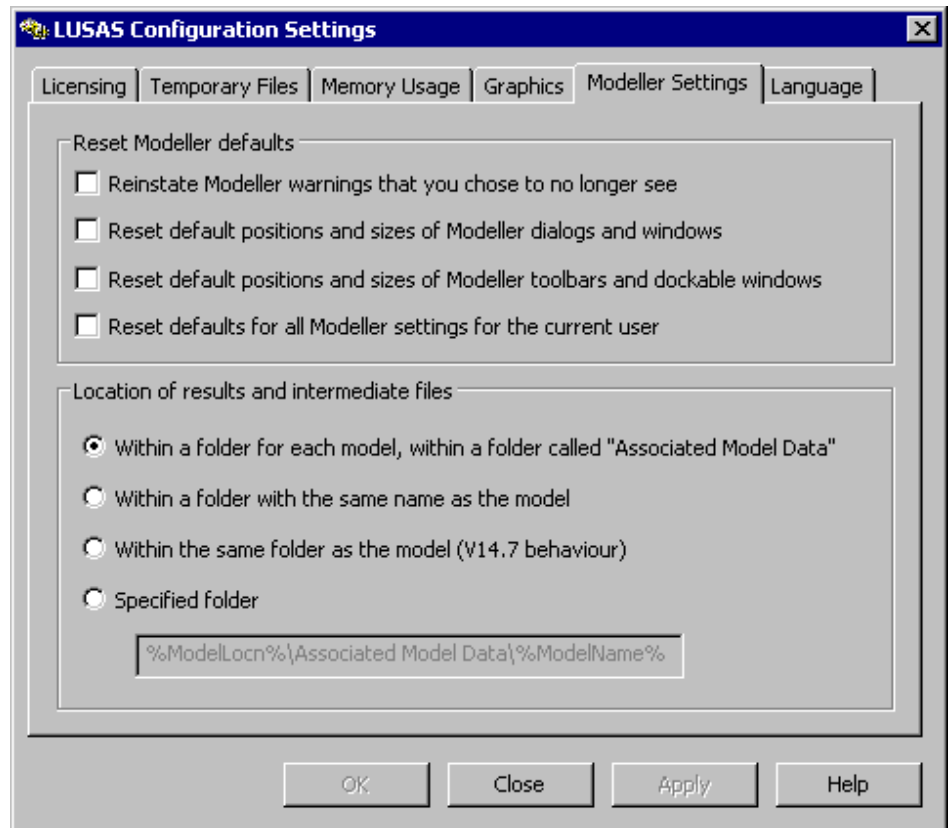 LUSAS Configuration Settings
Licensing Temporary Files Memory Usage Graphics Modeller Settings Language
Reset Modeller defaults
Reinstate Modeller warnings that you chose to no longer see
Reset default positions and sizes of Modeller dialogs and windows
Reset default positions and sizes of Modeller toolbars and dockable windows
Reset defaults for all Modeller settings for the current user
Location of results and intermediate files
Within a folder for each model, within a folder called "Associated Model Data"
Within a folder with the same name as the model
Within the same folder as the model (V14.7 behaviour)
Specified folder
%ModelLocn%\Associated Model Data\%ModelName%
OK Close Apply Help